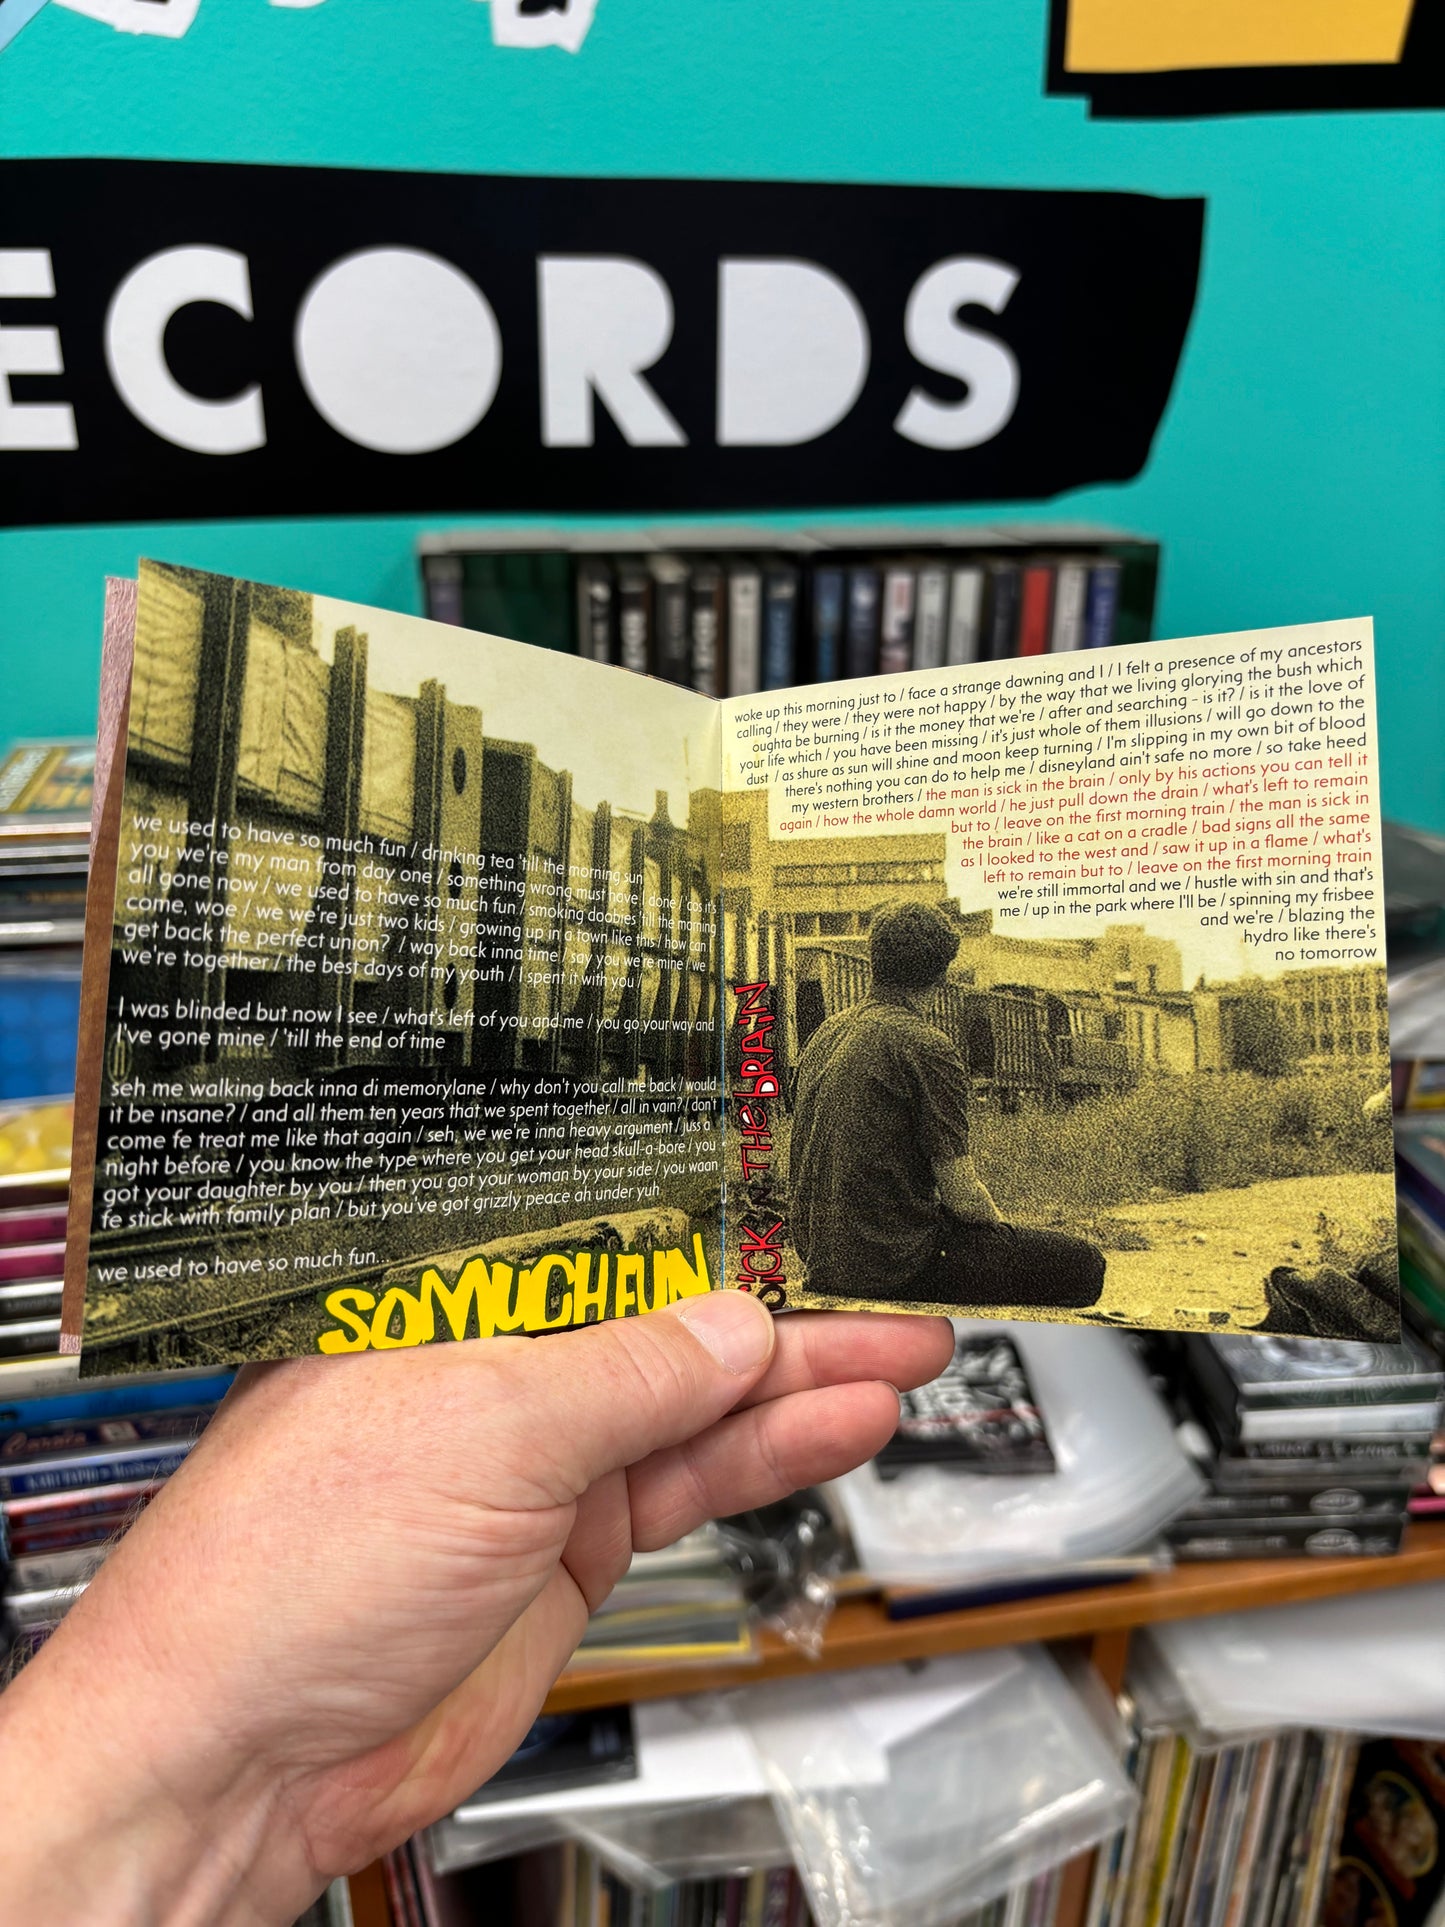 ECORDS
we used to have so much fun / drinking tea 'till the morning sun
you we're my man from day one / something wrong must have I done / 'cos it's
all gone now / we used to have so much fun / smoking doobies 'till the morning
come, woe / we we're just two kids / growing up in a town like this / how can I
get back the perfect union? / way back inna time / say you we're mine / we
we're together / the best days of my youth / I spent it with you /
I was blinded but now I see / what's left of you and me / you go your way and
I've gone mine / 'till the end of time
seh me walking back inna di memorylane / why don't you call me back / would
it be insane? / and all them ten years that we spent together / all in vain? / don't
come fe treat me like that again / seh, we we're inna heavy argument / juss a
night before / you know the type where you get your head skull-a-bore / you
got your daughter by you / then you got your woman by your side / you waan
fe stick with family plan / but you've got grizzly peace ah under yuh
we used to have so much fun...
SO MUCH FUN
SICK IN THE BRAIN
woke up this morning just to / face a strange dawning and I / I felt a presence of my ancestors
calling / they were / they were not happy / by the way that we living glorying the bush which
oughta be burning / is it the money that we're / after and searching - is it? / is it the love of
your life which / you have been missing / it's just whole of them illusions / will go down to the
dust / as shure as sun will shine and moon keep turning / I'm slipping in my own bit of blood
there's nothing you can do to help me / disneyland ain't safe no more / so take heed
my western brothers / the man is sick in the brain / only by his actions you can tell it
again / how the whole damn world / he just pull down the drain / what's left to remain
but to / leave on the first morning train / the man is sick in
the brain / like a cat on a cradle / bad signs all the same
as I looked to the west and / saw it up in a flame / what's
left to remain but to / leave on the first morning train
we're still immortal and we / hustle with sin and that's
me / up in the park where I'll be / spinning my frisbee
and we're / blazing the
hydro like there's
no tomorrow